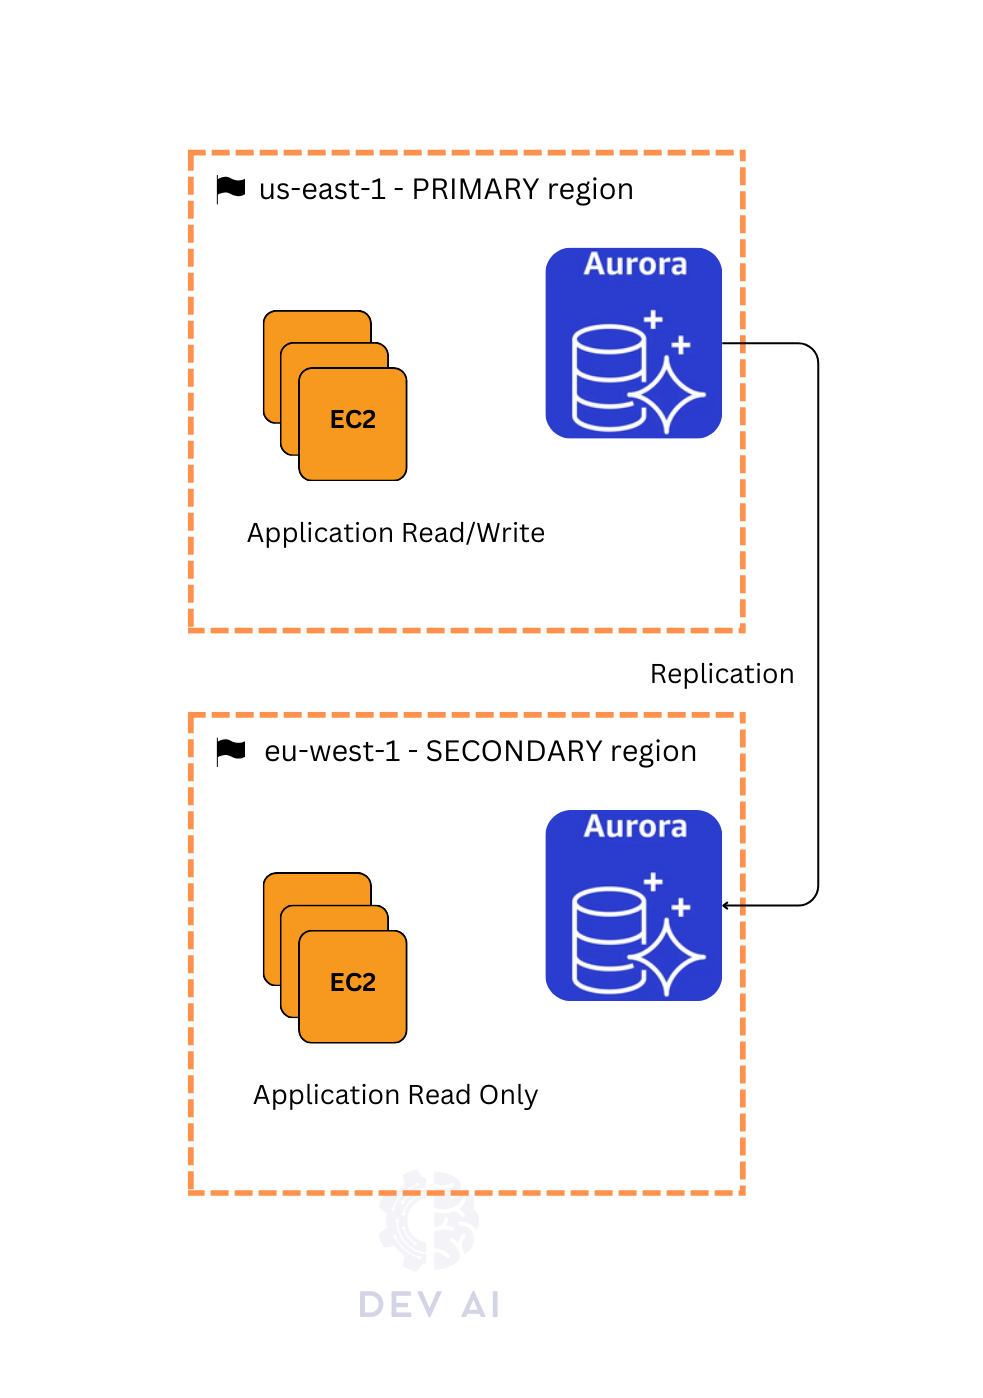 us-east-1 - PRIMARY region
Aurora
EC2
Application Read/Write
Replication
eu-west-1 - SECONDARY region
Aurora
EC2
Application Read Only
DEV AI